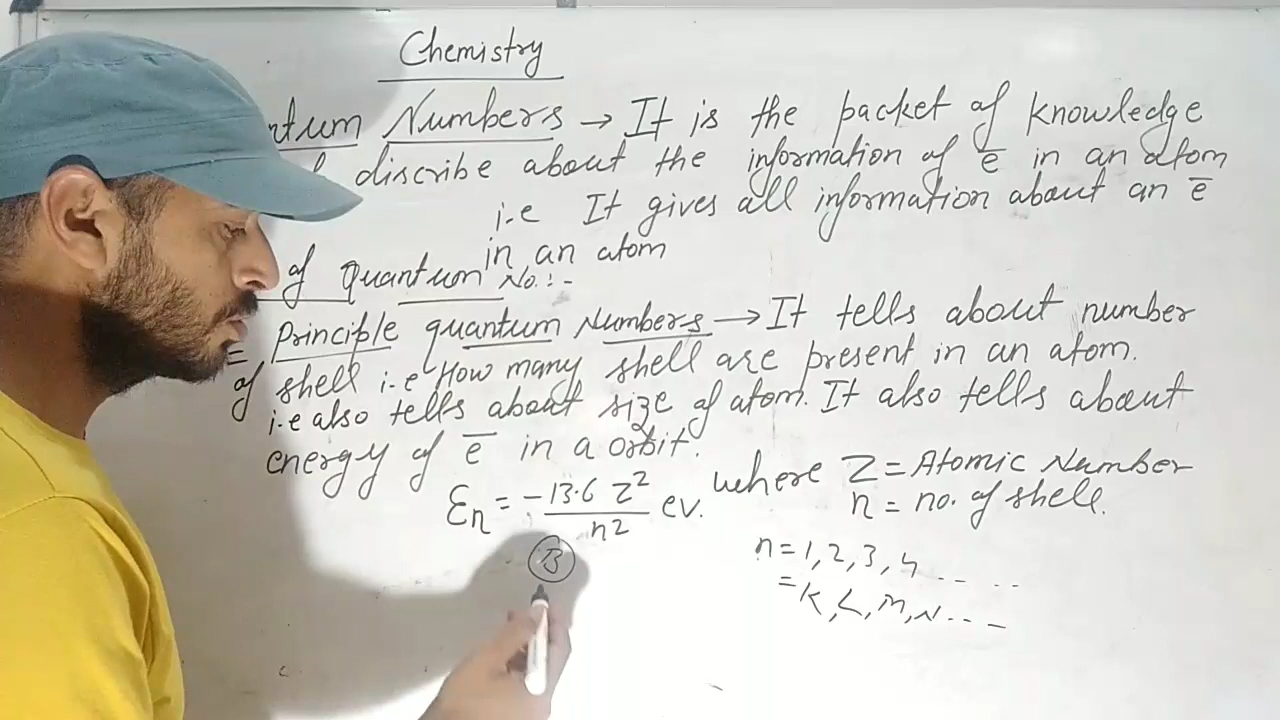 Chemistry
ntum Numbers → It is the packet of knowledge
discribe about the information of e̅ in an atom
i.e It gives all information about an e̅
in an atom
of Quantum No.:-
= Principle quantum Numbers → It tells about number
of shell i.e How many shell are present in an atom.
i.e also tells about size of atom. It also tells about
energy of e̅ in a orbit.
where Z = Atomic Number
n = no. of shell.
Ɛn = -13.6 Z²/n² ev.
n = 1, 2, 3, 4 - - - -
= K, L, M, N - - - -